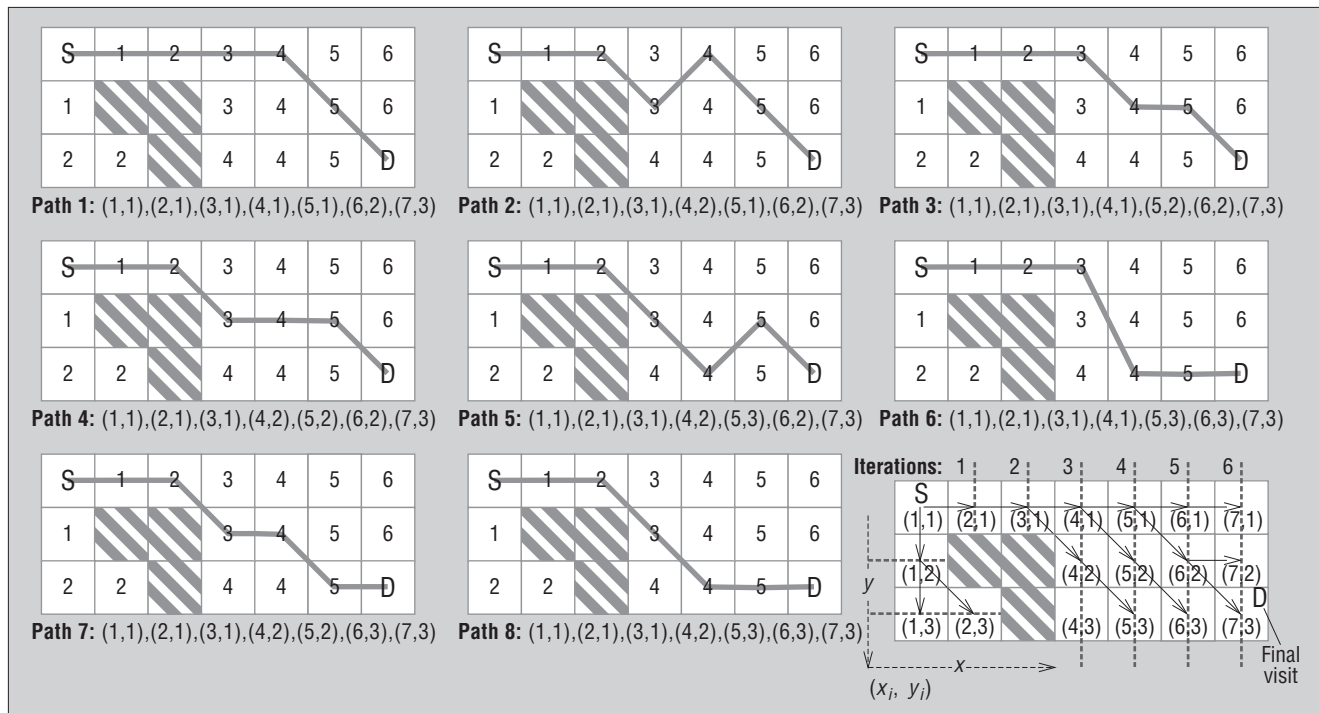 S 1 2 3 4 5 6
1 3 4 5 6
2 2 4 4 5 D
Path 1: (1,1),(2,1),(3,1),(4,1),(5,1),(6,2),(7,3)
S 1 2 3 4 5 6
1 3 4 5 6
2 2 4 4 5 D
Path 2: (1,1),(2,1),(3,1),(4,2),(5,1),(6,2),(7,3)
S 1 2 3 4 5 6
1 3 4 5 6
2 2 4 4 5 D
Path 3: (1,1),(2,1),(3,1),(4,1),(5,2),(6,2),(7,3)
S 1 2 3 4 5 6
1 3 4 5 6
2 2 4 4 5 D
Path 4: (1,1),(2,1),(3,1),(4,2),(5,2),(6,2),(7,3)
S 1 2 3 4 5 6
1 3 4 5 6
2 2 4 4 5 D
Path 5: (1,1),(2,1),(3,1),(4,2),(5,3),(6,2),(7,3)
S 1 2 3 4 5 6
1 3 4 5 6
2 2 4 4 5 D
Path 6: (1,1),(2,1),(3,1),(4,1),(5,3),(6,3),(7,3)
S 1 2 3 4 5 6
1 3 4 5 6
2 2 4 4 5 D
Path 7: (1,1),(2,1),(3,1),(4,2),(5,2),(6,3),(7,3)
S 1 2 3 4 5 6
1 3 4 5 6
2 2 4 4 5 D
Path 8: (1,1),(2,1),(3,1),(4,2),(5,3),(6,3),(7,3)
Iterations: 1 2 3 4 5 6
S
(1,1) (2,1) (3,1) (4,1) (5,1) (6,1) (7,1)
y (1,2) (4,2) (5,2) (6,2) (7,2)
D
(1,3) (2,3) (4,3) (5,3) (6,3) (7,3)
x
(xi, yi)
Final
visit